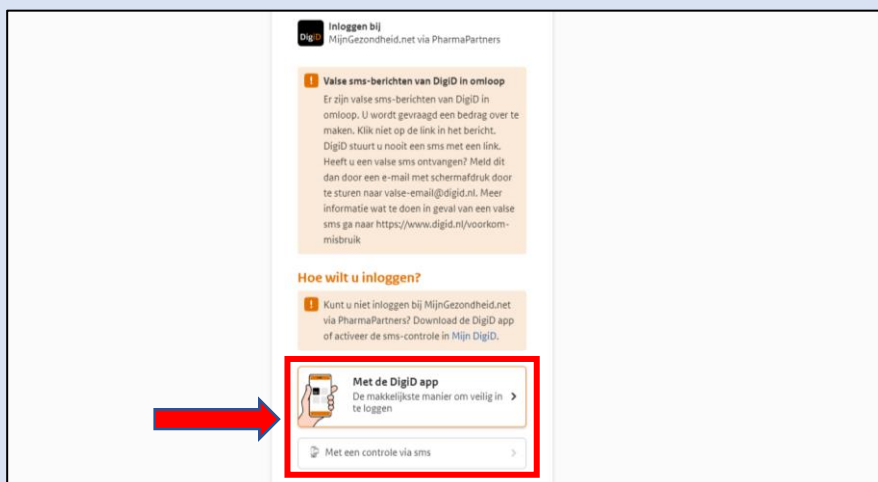 DigiD
Inloggen bij
MijnGezondheid.net via PharmaPartners
Valse sms-berichten van DigiD in omloop
Er zijn valse sms-berichten van DigiD in
omloop. U wordt gevraagd een bedrag over te
maken. Klik niet op de link in het bericht.
DigiD stuurt u nooit een sms met een link.
Heeft u een valse sms ontvangen? Meld dit
dan door een e-mail met schermafdruk door
te sturen naar valse-email@digid.nl. Meer
informatie wat te doen in geval van een valse
sms ga naar https://www.digid.nl/voorkom-
misbruik
Hoe wilt u inloggen?
Kunt u niet inloggen bij MijnGezondheid.net
via PharmaPartners? Download de DigiD app
of activeer de sms-controle in Mijn DigiD.
Met de DigiD app
De makkelijkste manier om veilig in
te loggen
Met een controle via sms